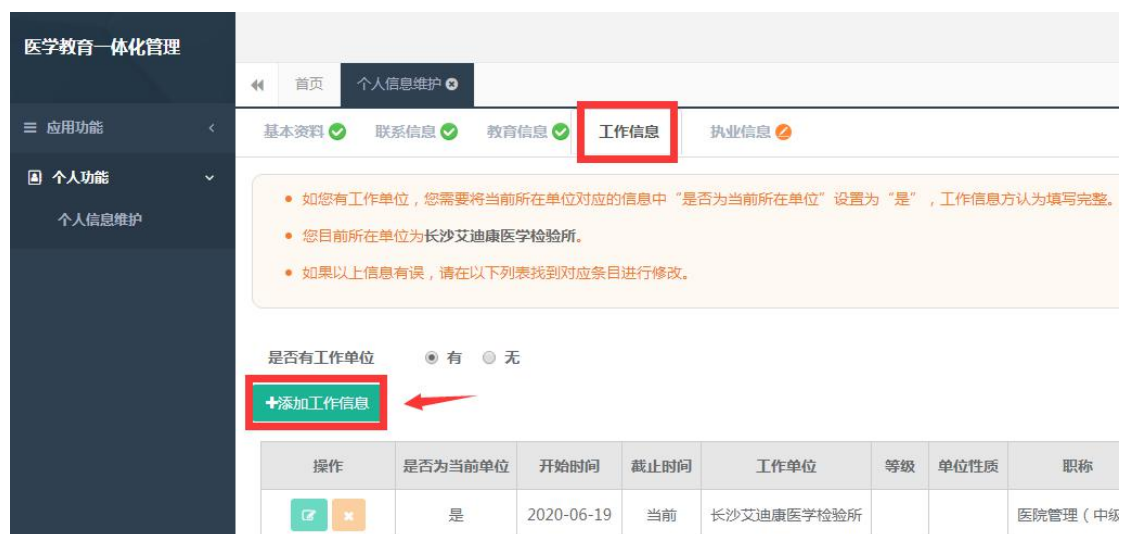 医学教育一体化管理
首页 个人信息维护
应用功能
个人功能
个人信息维护
基本资料 联系信息 教育信息 工作信息 执业信息
如您有工作单位，您需要将当前所在单位对应的信息中“是否为当前所在单位”设置为“是”，工作信息方认为填写完整。
您目前所在单位为长沙艾迪康医学检验所。
如果以上信息有误，请在以下列表找到对应条目进行修改。
是否有工作单位 有 无
+添加工作信息
操作 是否为当前单位 开始时间 截止时间 工作单位 等级 单位性质 职称
是 2020-06-19 当前 长沙艾迪康医学检验所 医院管理（中级